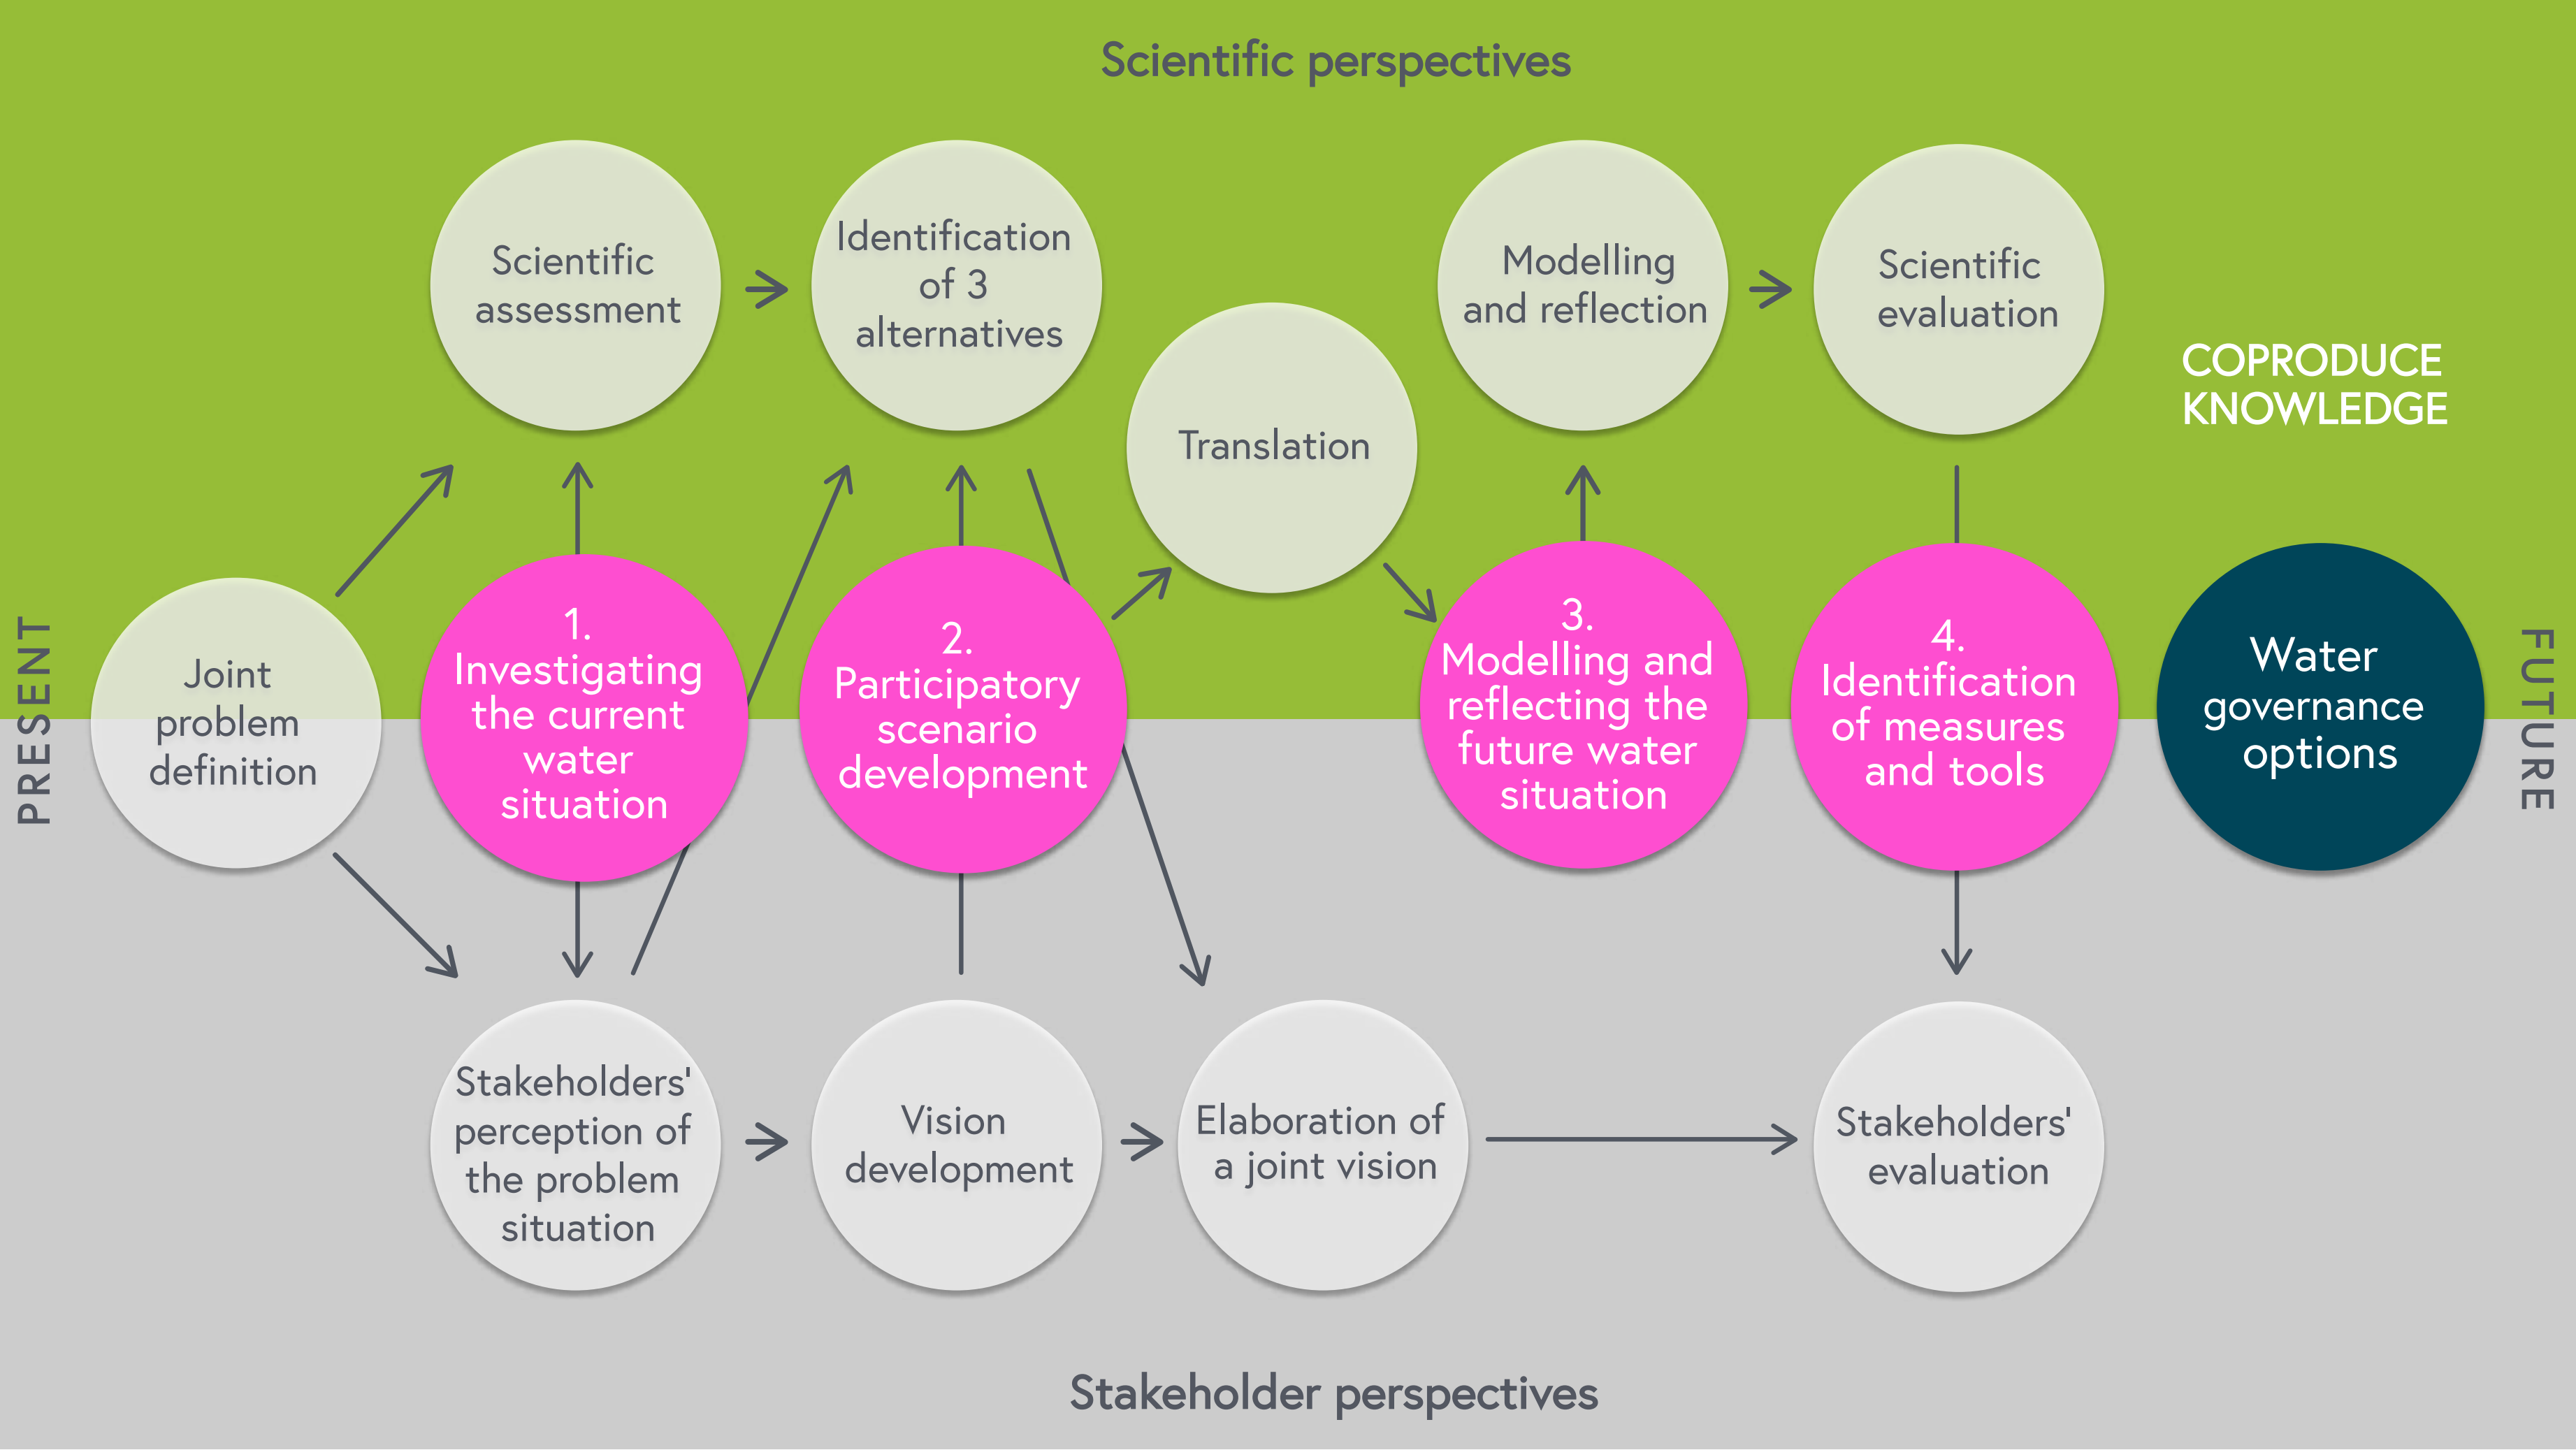 Scientific perspectives
Scientific
assessment
Identification
of 3
alternatives
Translation
Modelling
and reflection
Scientific
evaluation
COPRODUCE
KNOWLEDGE
PRESENT
Joint
problem
definition
1.
Investigating
the current
water
situation
2.
Participatory
scenario
development
3.
Modelling and
reflecting the
future water
situation
4.
Identification
of measures
and tools
Water
governance
options
FUTURE
Stakeholders'
perception of
the problem
situation
Vision
development
Elaboration of
a joint vision
Stakeholders'
evaluation
Stakeholder perspectives